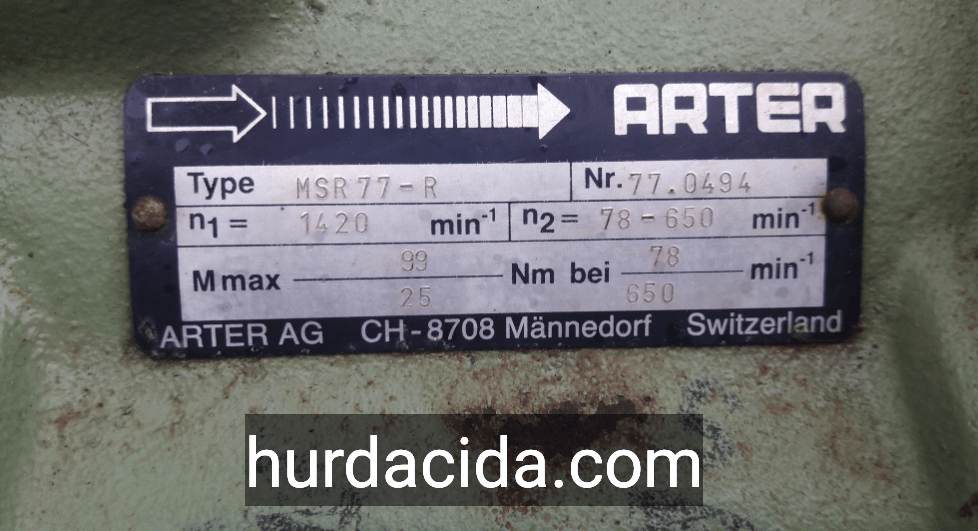 ARTER
Type MSR 77-R Nr. 77.0494
n1 = 1420 min-1 n2 = 78-650 min-1
M max 99/25 Nm bei 78/650 min-1
ARTER AG CH-8708 Männedorf Switzerland
hurdacida.com